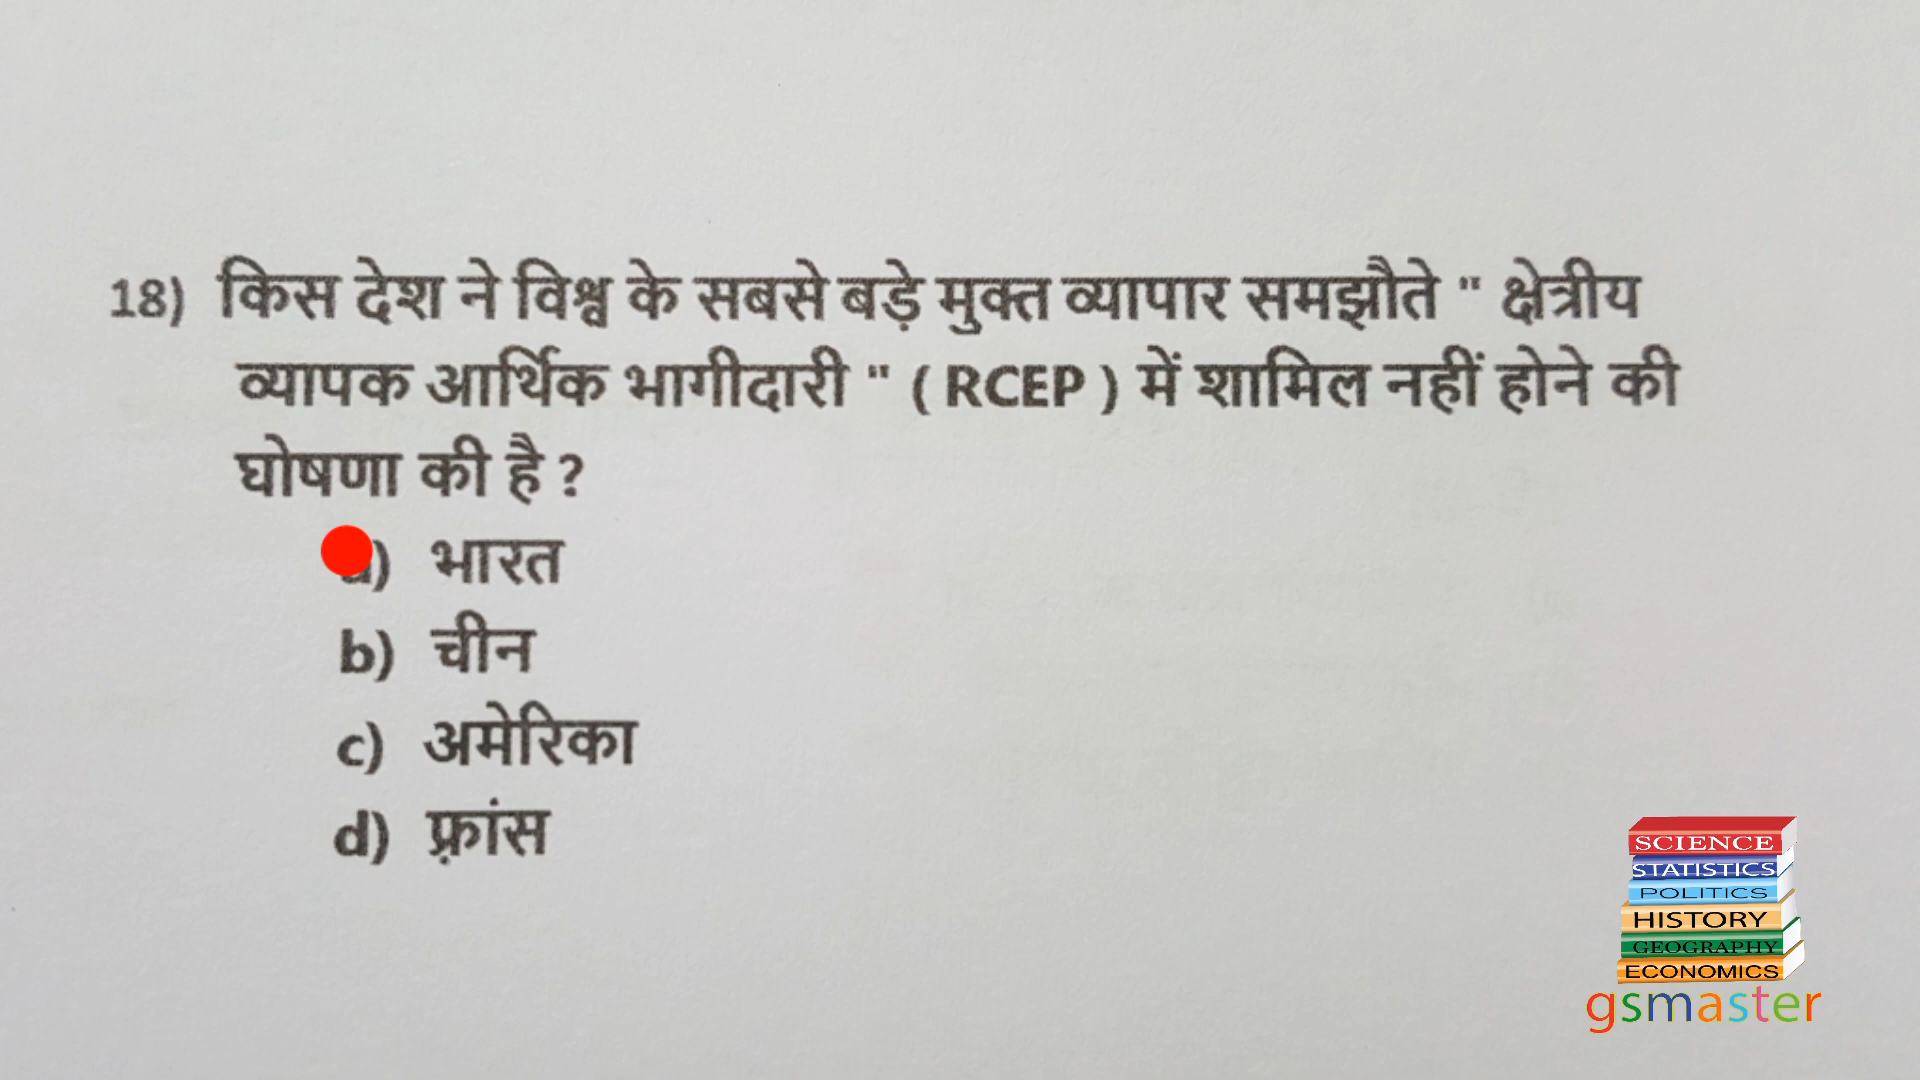 18) किस देश ने विश्व के सबसे बड़े मुक्त व्यापार समझौते " क्षेत्रीय
व्यापक आर्थिक भागीदारी " ( RCEP ) में शामिल नहीं होने की
घोषणा की है ?
a) भारत
b) चीन
c) अमेरिका
d) फ़्रांस
SCIENCE
STATISTICS
POLITICS
HISTORY
GEOGRAPHY
ECONOMICS
gsmaster